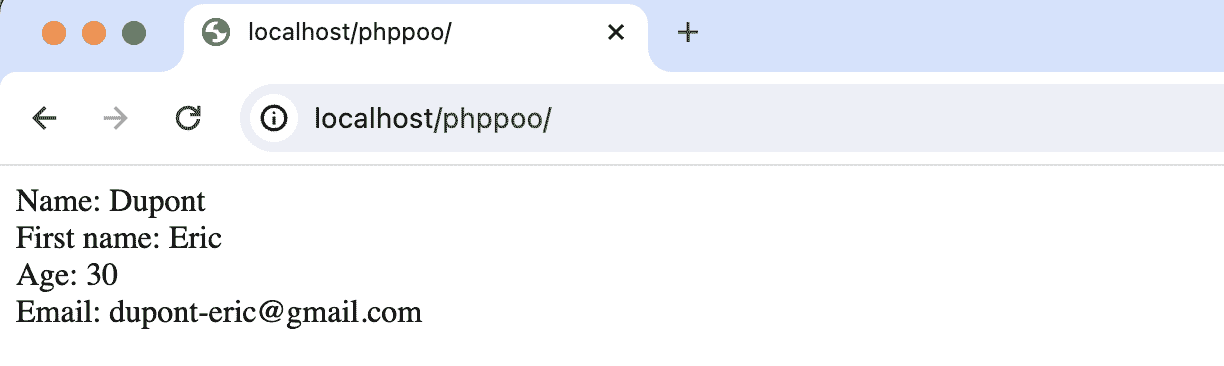 localhost/phppoo/
localhost/phppoo/
Name: Dupont
First name: Eric
Age: 30
Email: dupont-eric@gmail.com